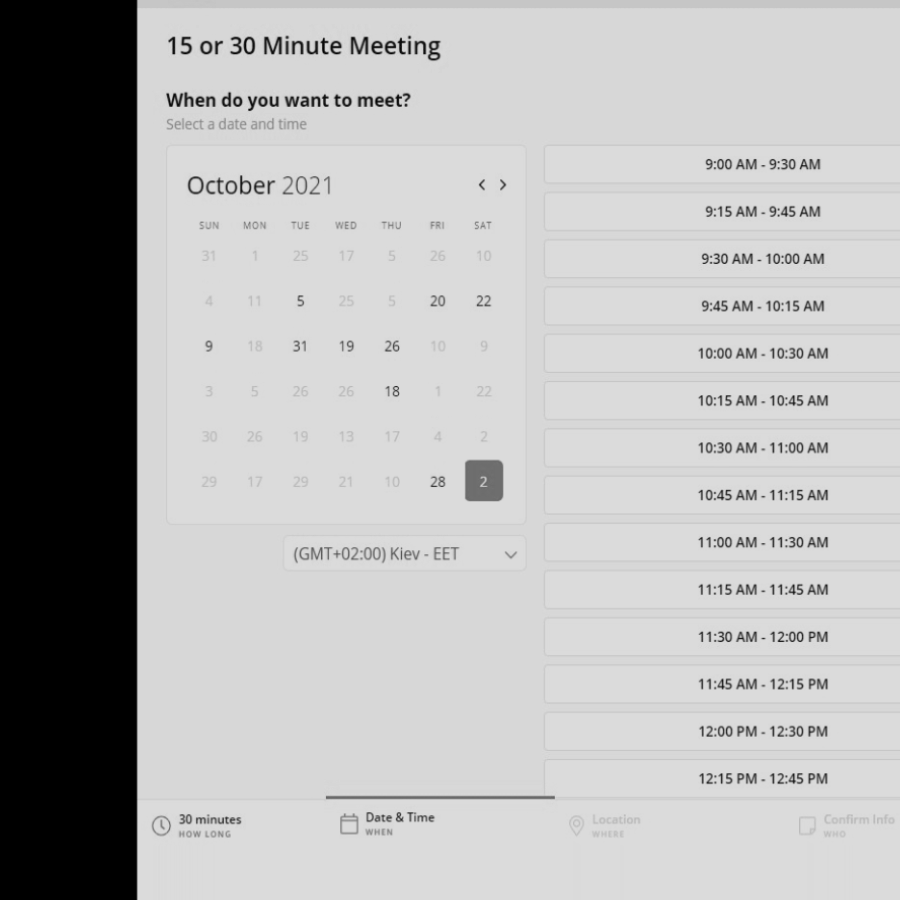 15 or 30 Minute Meeting
When do you want to meet?
Select a date and time
October 2021
SUN MON TUE WED THU FRI SAT
31 1 25 17 5 26 10
4 11 5 25 5 20 22
9 18 31 19 26 10 9
3 5 26 26 18 1 22
30 26 19 13 17 4 2
29 17 29 21 10 28 2
(GMT+02:00) Kiev - EET
9:00 AM - 9:30 AM
9:15 AM - 9:45 AM
9:30 AM - 10:00 AM
9:45 AM - 10:15 AM
10:00 AM - 10:30 AM
10:15 AM - 10:45 AM
10:30 AM - 11:00 AM
10:45 AM - 11:15 AM
11:00 AM - 11:30 AM
11:15 AM - 11:45 AM
11:30 AM - 12:00 PM
11:45 AM - 12:15 PM
12:00 PM - 12:30 PM
12:15 PM - 12:45 PM
30 minutes
HOW LONG
Date & Time
WHEN
Location
WHERE
Confirm Info
WHO